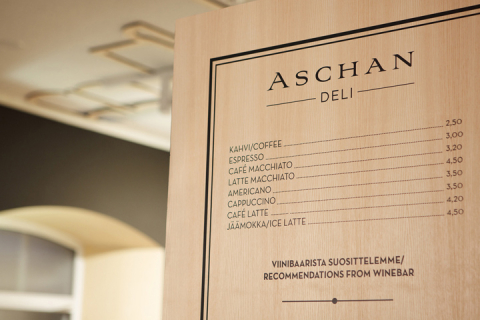 ASCHAN
DELI
KAHVI/COFFEE 2,50
ESPRESSO 3,00
CAFÉ MACCHIATO 3,20
LATTE MACCHIATO 4,50
AMERICANO 3,50
CAPPUCCINO 3,50
CAFÉ LATTE 4,20
JÄÄMOKKA/ICE LATTE 4,50
VIINIBAARISTA SUOSITTELEMME/
RECOMMENDATIONS FROM WINEBAR